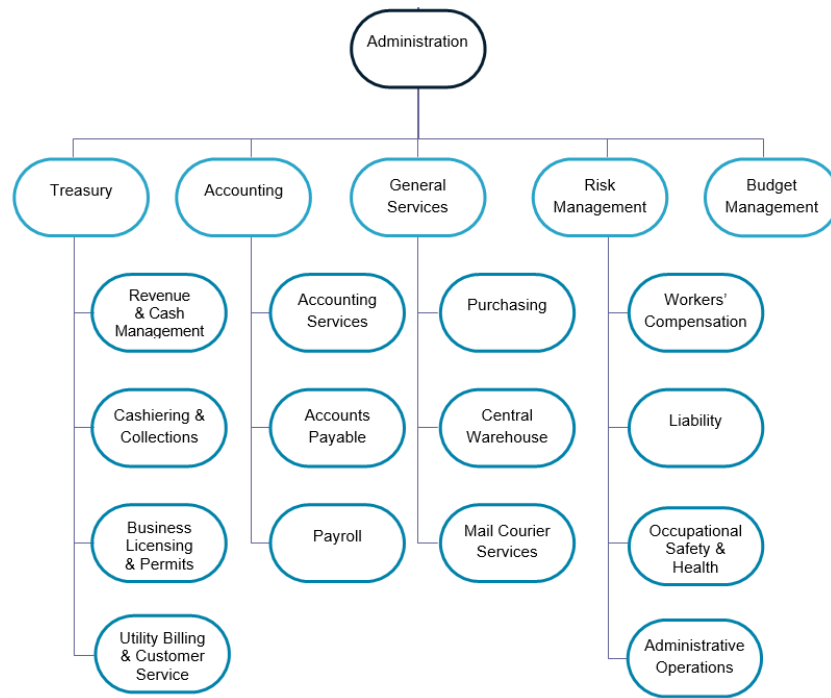 Administration
Treasury
Accounting
General
Services
Risk
Management
Budget
Management
Revenue
& Cash
Management
Accounting
Services
Purchasing
Workers’
Compensation
Cashiering &
Collections
Accounts
Payable
Central
Warehouse
Liability
Business
Licensing
& Permits
Payroll
Mail Courier
Services
Occupational
Safety &
Health
Utility Billing
& Customer
Service
Administrative
Operations